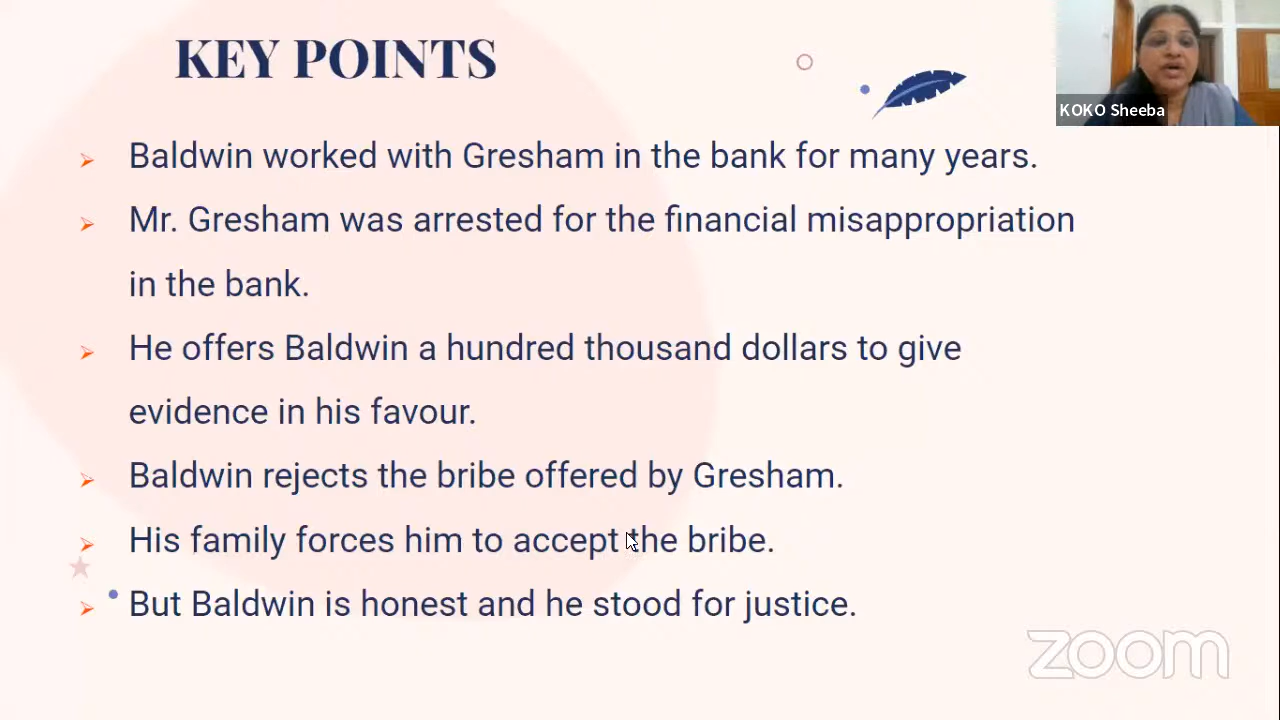 KEY POINTS
KOKO Sheeba
Baldwin worked with Gresham in the bank for many years.
Mr. Gresham was arrested for the financial misappropriation
in the bank.
He offers Baldwin a hundred thousand dollars to give
evidence in his favour.
Baldwin rejects the bribe offered by Gresham.
His family forces him to accept the bribe.
But Baldwin is honest and he stood for justice.
zoom